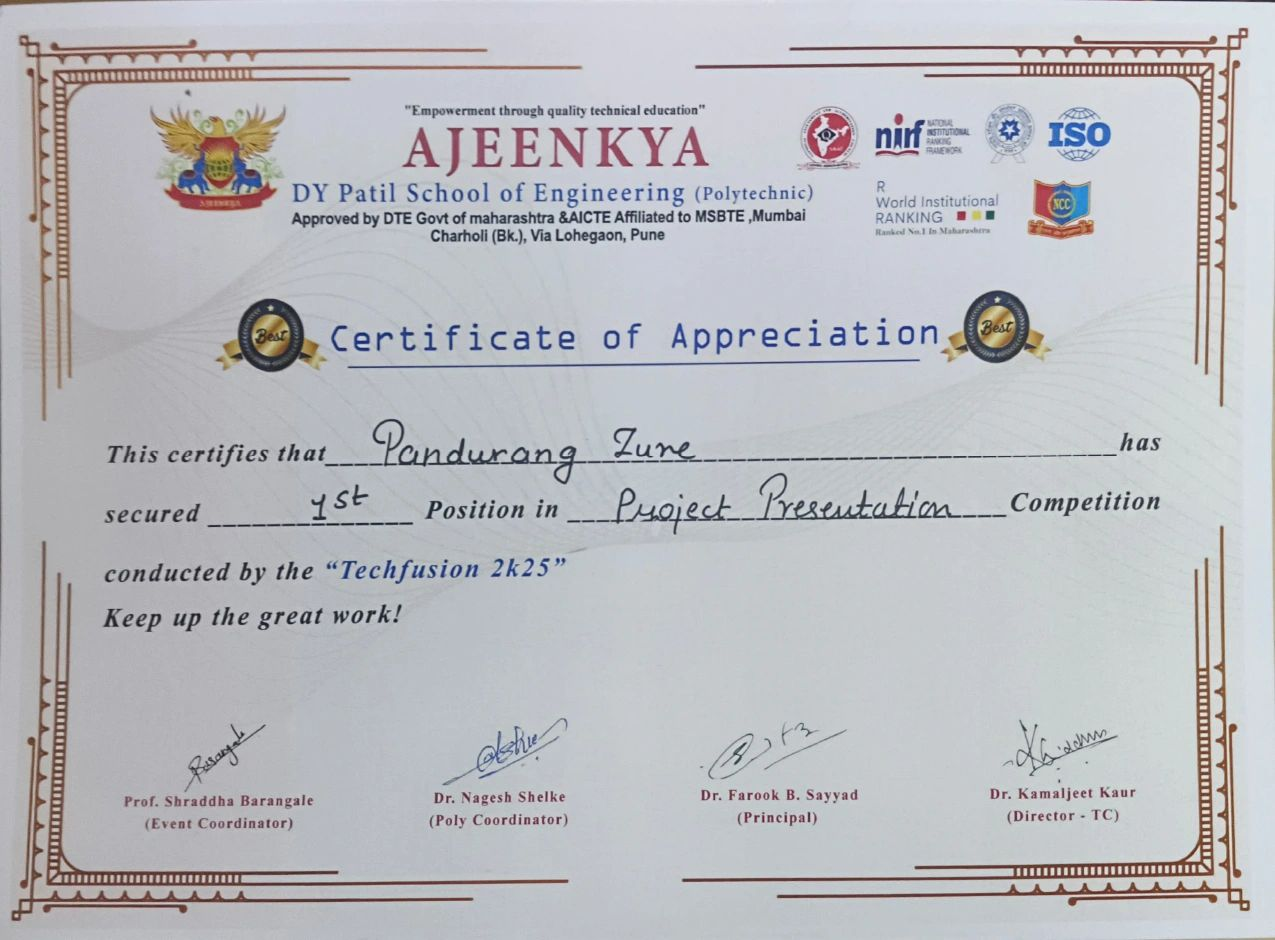 "Empowerment through quality technical education"
AJEENKYA
DY Patil School of Engineering (Polytechnic)
Approved by DTE Govt of maharashtra &AICTE Affiliated to MSBTE ,Mumbai
Charholi (Bk.), Via Lohegaon, Pune
AJEENKYA
nirf NATIONAL INSTITUTIONAL RANKING FRAMEWORK
ISO
R
World Institutional
RANKING
Ranked No.1 In Maharashtra
NCC
Best Certificate of Appreciation Best
This certifies that Pandurang Zune has
secured 1st Position in Project Presentation Competition
conducted by the “Techfusion 2k25”
Keep up the great work!
Prof. Shraddha Barangale
(Event Coordinator)
Dr. Nagesh Shelke
(Poly Coordinator)
Dr. Farook B. Sayyad
(Principal)
Dr. Kamaljeet Kaur
(Director - TC)